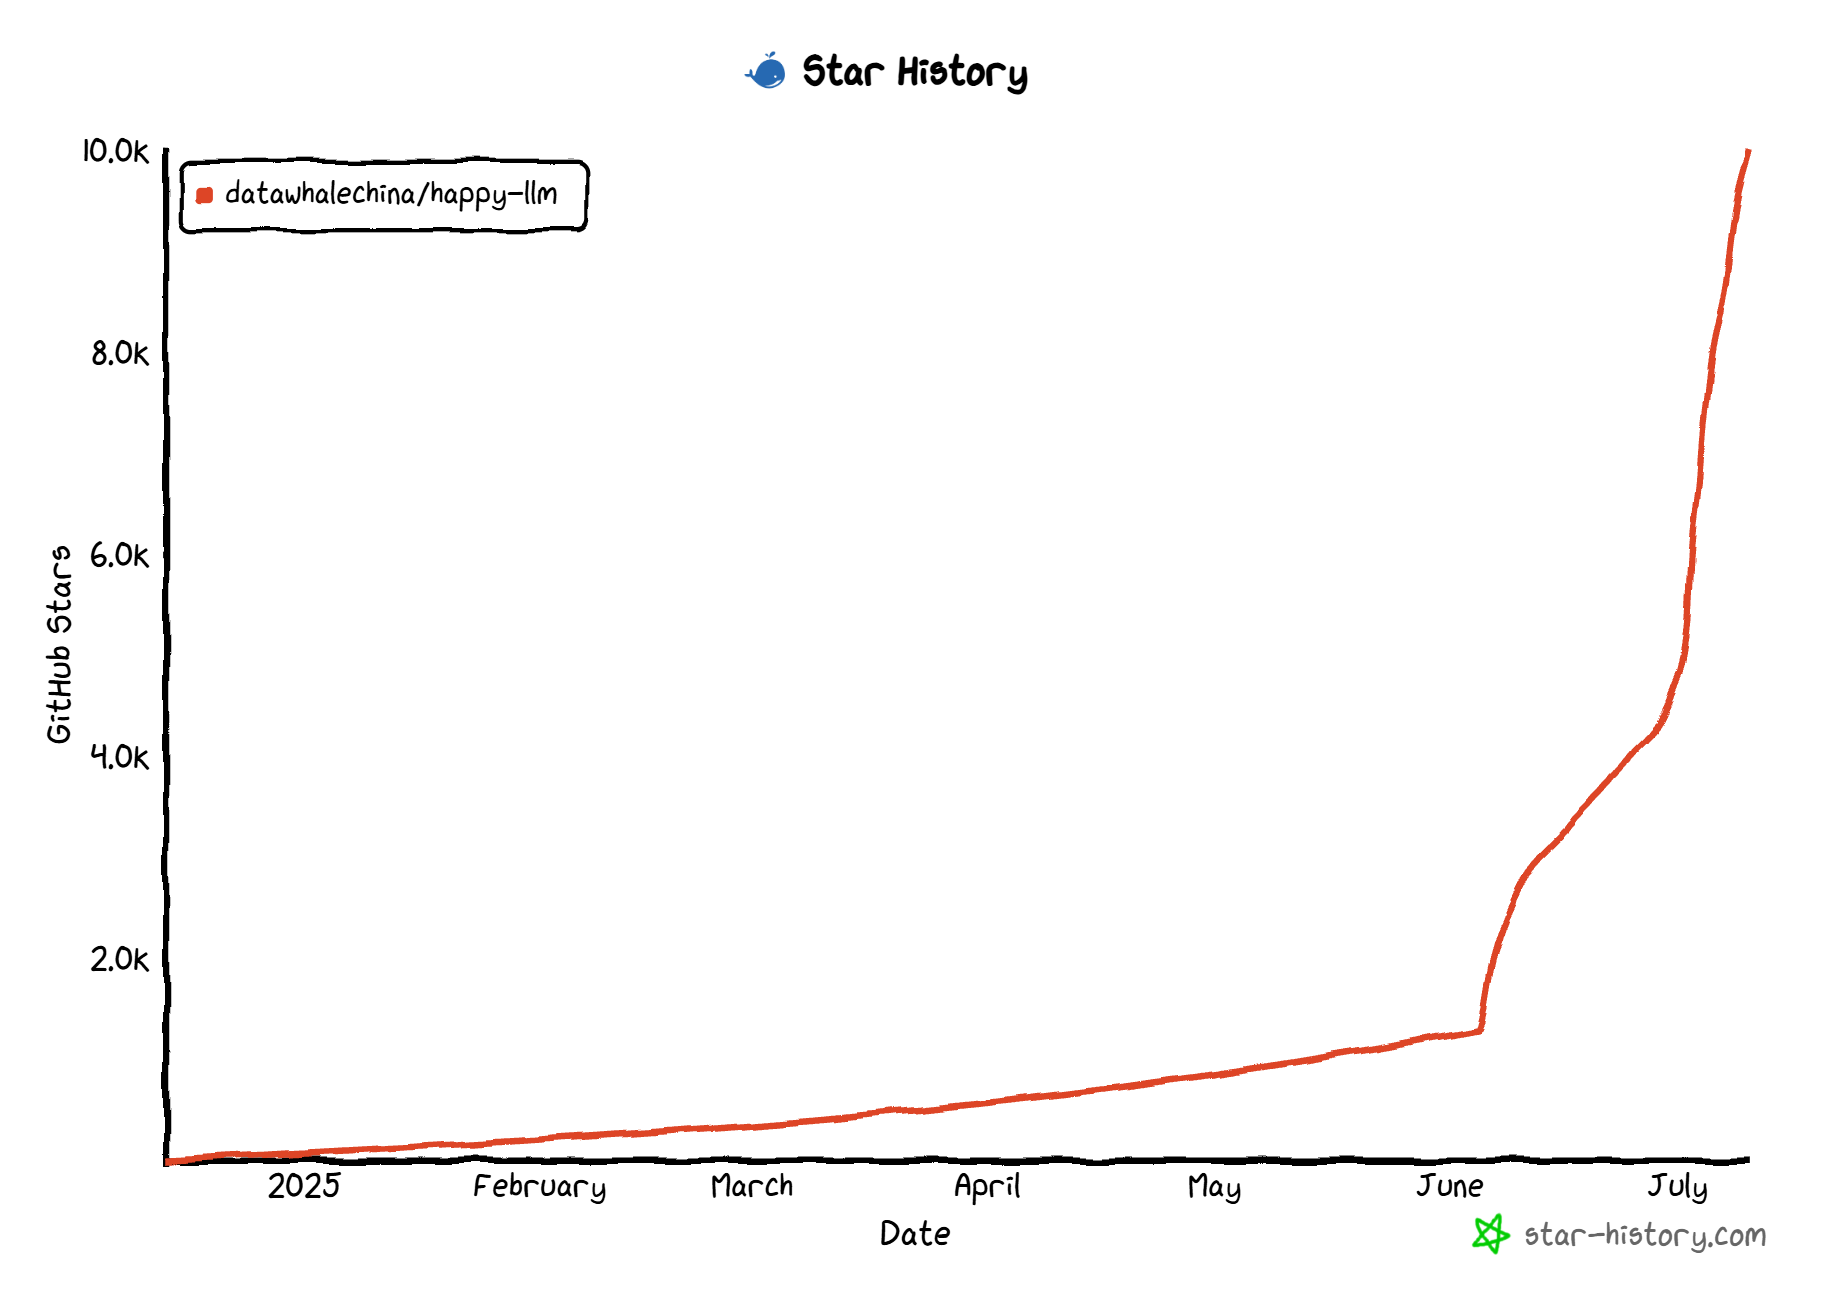 Star History
datawhalechina/happy-llm
10.0k
8.0k
6.0k
4.0k
2.0k
GitHub Stars
2025 February March April May June July
Date
star-history.com